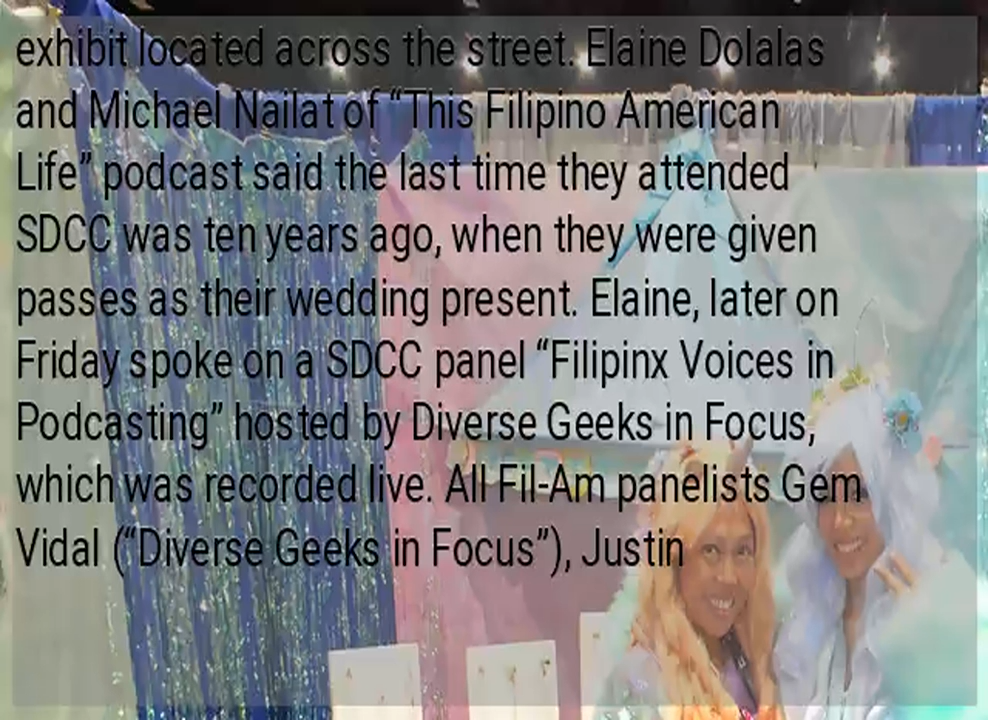 exhibit located across the street. Elaine Dolalas
and Michael Nailat of “This Filipino American
Life” podcast said the last time they attended
SDCC was ten years ago, when they were given
passes as their wedding present. Elaine, later on
Friday spoke on a SDCC panel “Filipinx Voices in
Podcasting” hosted by Diverse Geeks in Focus,
which was recorded live. All Fil-Am panelists Gem
Vidal (“Diverse Geeks in Focus”), Justin